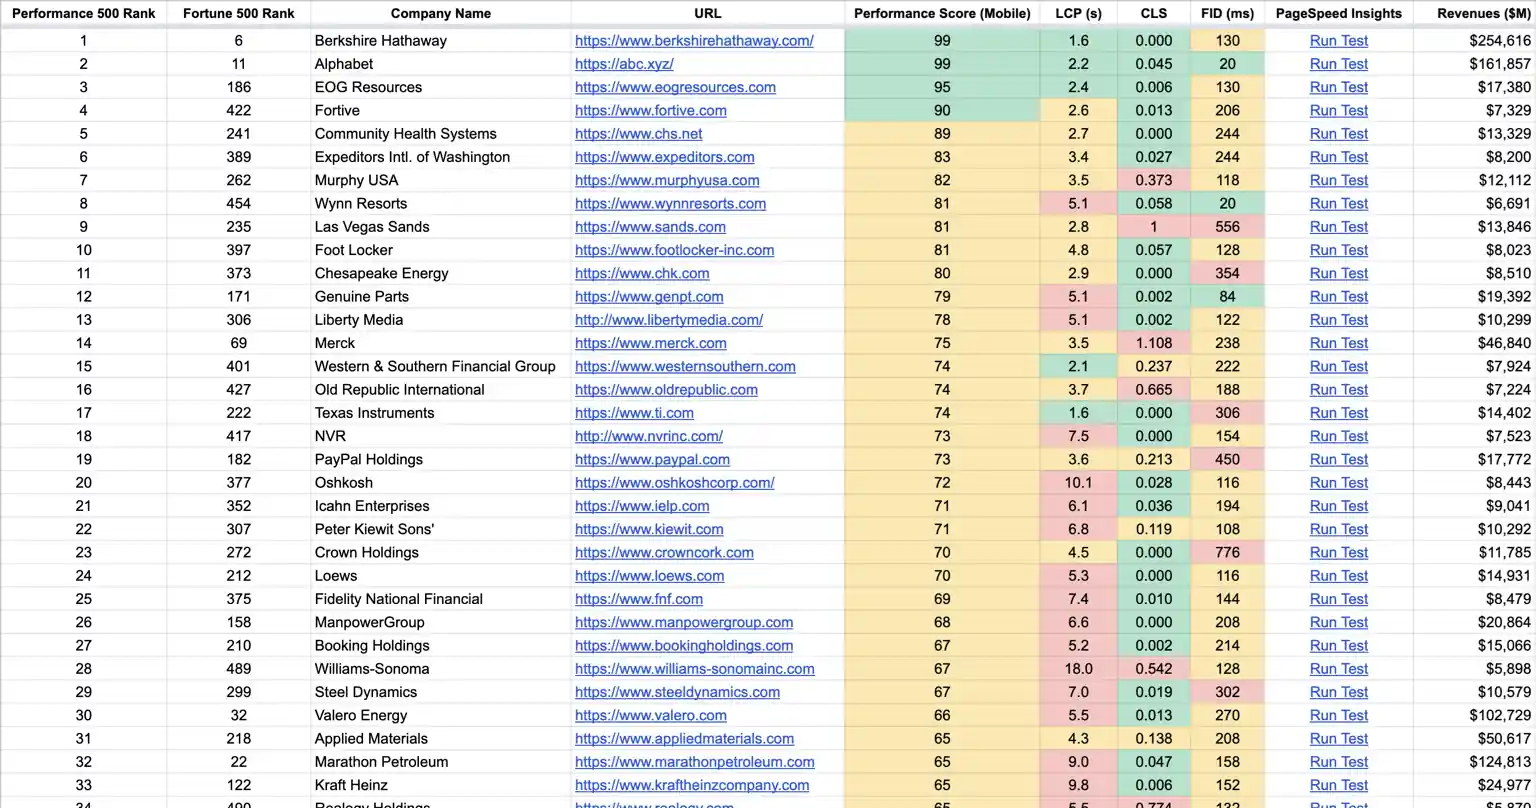 Performance 500 Rank Fortune 500 Rank Company Name URL Performance Score (Mobile) LCP (s) CLS FID (ms) PageSpeed Insights Revenues ($M)
1 6 Berkshire Hathaway https://www.berkshirehathaway.com/ 99 1.6 0.000 130 Run Test $254,616
2 11 Alphabet https://abc.xyz/ 99 2.2 0.045 20 Run Test $161,857
3 186 EOG Resources https://www.eogresources.com 95 2.4 0.006 130 Run Test $17,380
4 422 Fortive https://www.fortive.com 90 2.6 0.013 206 Run Test $7,329
5 241 Community Health Systems https://www.chs.net 89 2.7 0.000 244 Run Test $13,329
6 389 Expeditors Intl. of Washington https://www.expeditors.com 83 3.4 0.027 244 Run Test $8,200
7 262 Murphy USA https://www.murphyusa.com 82 3.5 0.373 118 Run Test $12,112
8 454 Wynn Resorts https://www.wynnresorts.com 81 5.1 0.058 20 Run Test $6,691
9 235 Las Vegas Sands https://www.sands.com 81 2.8 1 556 Run Test $13,846
10 397 Foot Locker https://www.footlocker-inc.com 81 4.8 0.057 128 Run Test $8,023
11 373 Chesapeake Energy https://www.chk.com 80 2.9 0.000 354 Run Test $8,510
12 171 Genuine Parts https://www.genpt.com 79 5.1 0.002 84 Run Test $19,392
13 306 Liberty Media http://www.libertymedia.com/ 78 5.1 0.002 122 Run Test $10,299
14 69 Merck https://www.merck.com 75 3.5 1.108 238 Run Test $46,840
15 401 Western & Southern Financial Group https://www.westernsouthern.com 74 2.1 0.237 222 Run Test $7,924
16 427 Old Republic International https://www.oldrepublic.com 74 3.7 0.665 188 Run Test $7,224
17 222 Texas Instruments https://www.ti.com 74 1.6 0.000 306 Run Test $14,402
18 417 NVR http://www.nvrinc.com/ 73 7.5 0.000 154 Run Test $7,523
19 182 PayPal Holdings https://www.paypal.com 73 3.6 0.213 450 Run Test $17,772
20 377 Oshkosh https://www.oshkoshcorp.com/ 72 10.1 0.028 116 Run Test $8,443
21 352 Icahn Enterprises https://www.ielp.com 71 6.1 0.036 194 Run Test $9,041
22 307 Peter Kiewit Sons' https://www.kiewit.com 71 6.8 0.119 108 Run Test $10,292
23 272 Crown Holdings https://www.crowncork.com 70 4.5 0.000 776 Run Test $11,785
24 212 Loews https://www.loews.com 70 5.3 0.000 116 Run Test $14,931
25 375 Fidelity National Financial https://www.fnf.com 69 7.4 0.010 144 Run Test $8,479
26 158 ManpowerGroup https://www.manpowergroup.com 68 6.6 0.000 208 Run Test $20,864
27 210 Booking Holdings https://www.bookingholdings.com 67 5.2 0.002 214 Run Test $15,066
28 489 Williams-Sonoma https://www.williams-sonomainc.com 67 18.0 0.542 128 Run Test $5,898
29 299 Steel Dynamics https://www.steeldynamics.com 67 7.0 0.019 302 Run Test $10,579
30 32 Valero Energy https://www.valero.com 66 5.5 0.013 270 Run Test $102,729
31 218 Applied Materials https://www.appliedmaterials.com 65 4.3 0.138 208 Run Test $50,617
32 22 Marathon Petroleum https://www.marathonpetroleum.com 65 9.0 0.047 158 Run Test $124,813
33 122 Kraft Heinz https://www.kraftheinzcompany.com 65 9.8 0.006 152 Run Test $24,977
34 490 Realogy Holdings https://www.realogy.com 65 5.5 0.774 132 Run Test